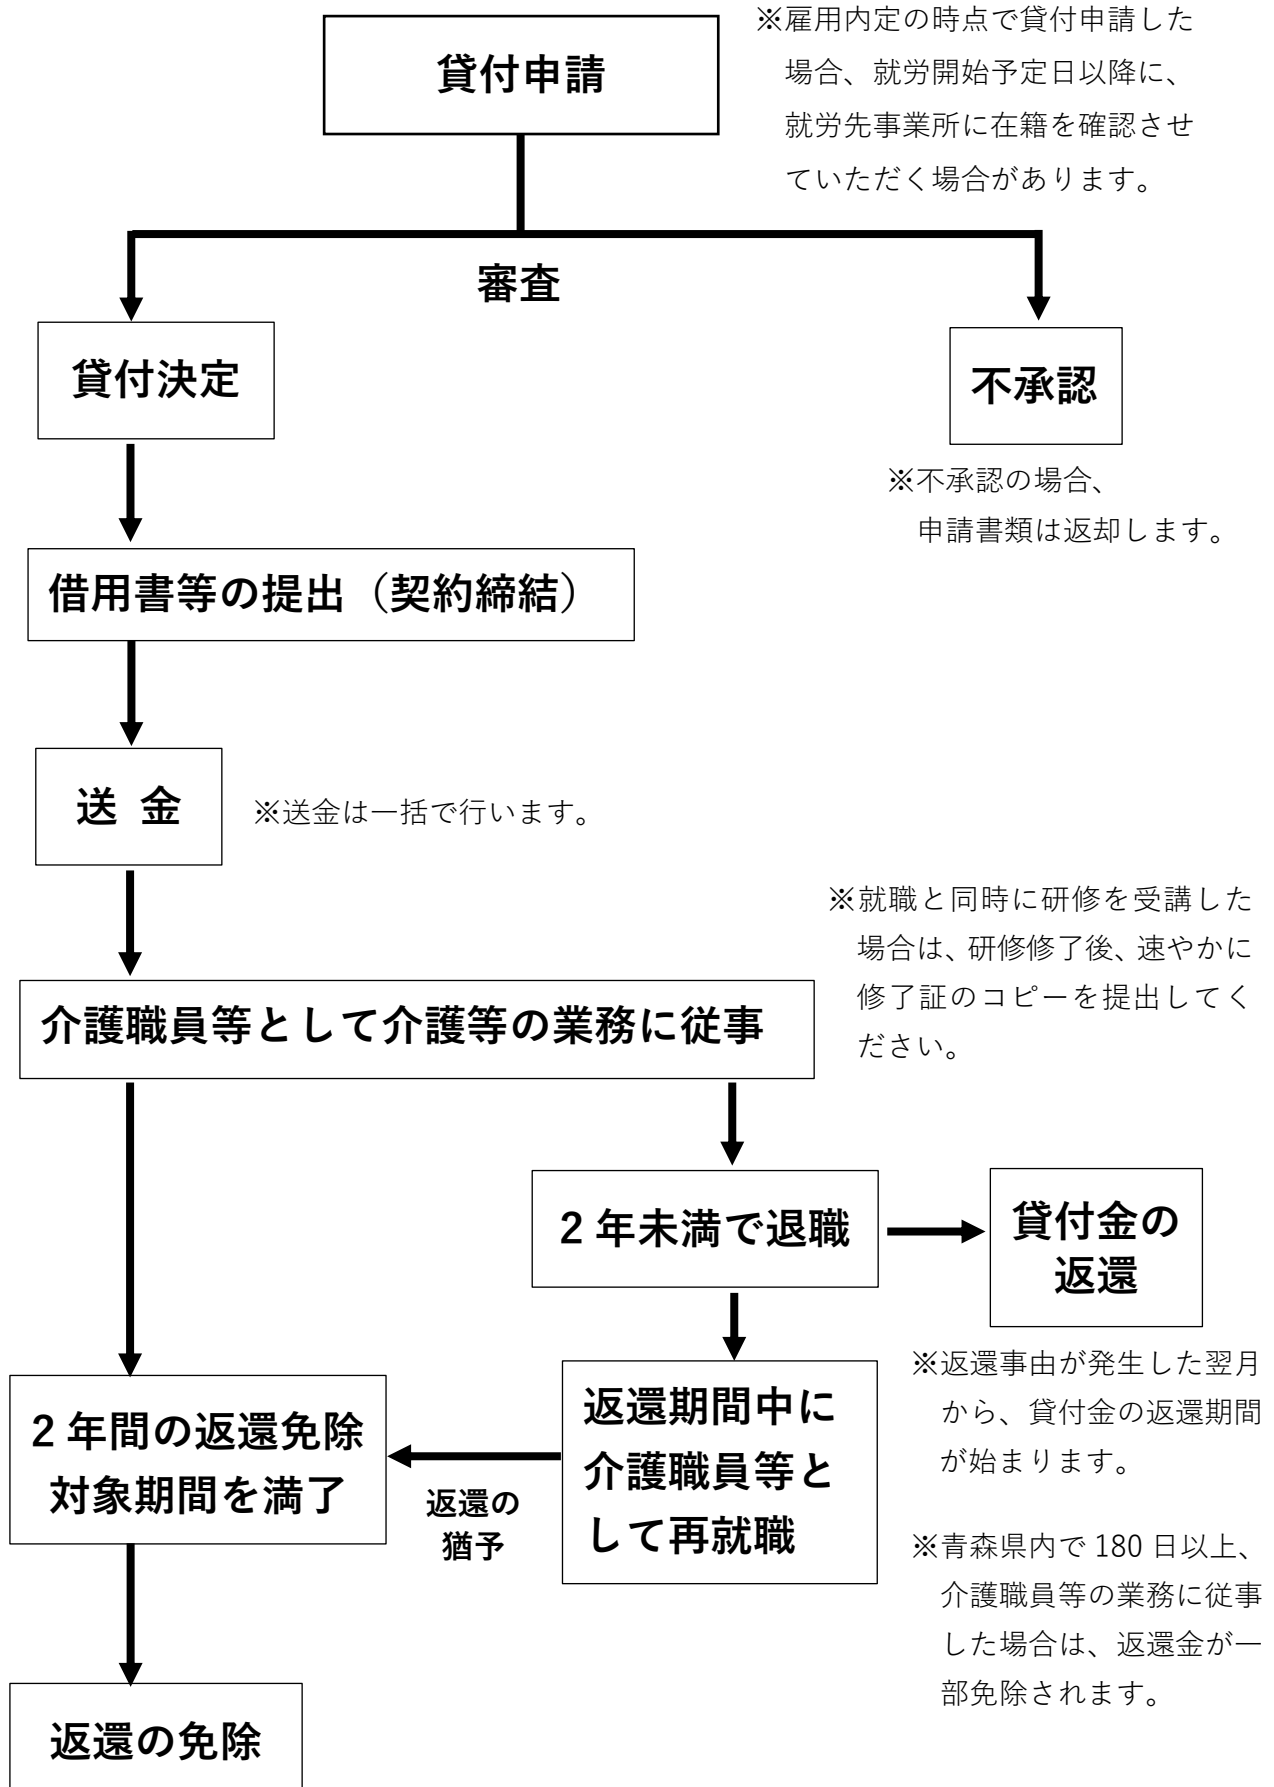 貸付申請
※雇用内定の時点で貸付申請した
場合、就労開始予定日以降に、
就労先事業所に在籍を確認させ
ていただく場合があります。
審査
貸付決定
不承認
※不承認の場合、
申請書類は返却します。
借用書等の提出（契約締結）
送 金
※送金は一括で行います。
※就職と同時に研修を受講した
場合は、研修修了後、速やかに
修了証のコピーを提出してく
ださい。
介護職員等として介護等の業務に従事
2 年未満で退職
貸付金の
返還
※返還事由が発生した翌月
から、貸付金の返還期間
が始まります。
返還期間中に
介護職員等と
して再就職
返還の
猶予
2 年間の返還免除
対象期間を満了
※青森県内で 180 日以上、
介護職員等の業務に従事
した場合は、返還金が一
部免除されます。
返還の免除